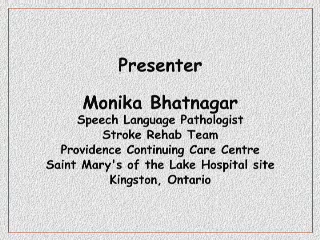 Presenter
Monika Bhatnagar
Speech Language Pathologist
Stroke Rehab Team
Providence Continuing Care Centre
Saint Mary's of the Lake Hospital site
Kingston, Ontario